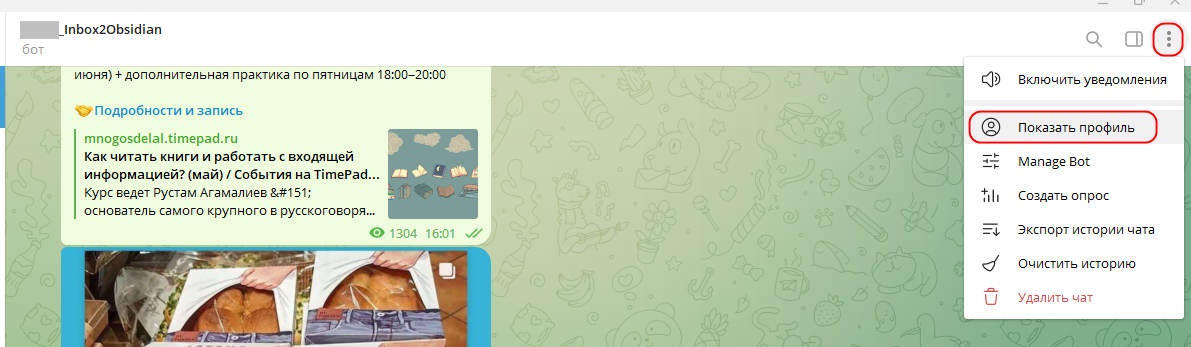 _Inbox2Obsidian
бот
июня) + дополнительная практика по пятницам 18:00–20:00
🤝Подробности и запись
mnogosdelal.timepad.ru
Как читать книги и работать с входящей
информацией? (май) / События на TimePad...
Курс ведет Рустам Агамалиев &#151;
основатель самого крупного в русскоговоря...
1304 16:01
Включить уведомления
Показать профиль
Manage Bot
Создать опрос
Экспорт истории чата
Очистить историю
Удалить чат